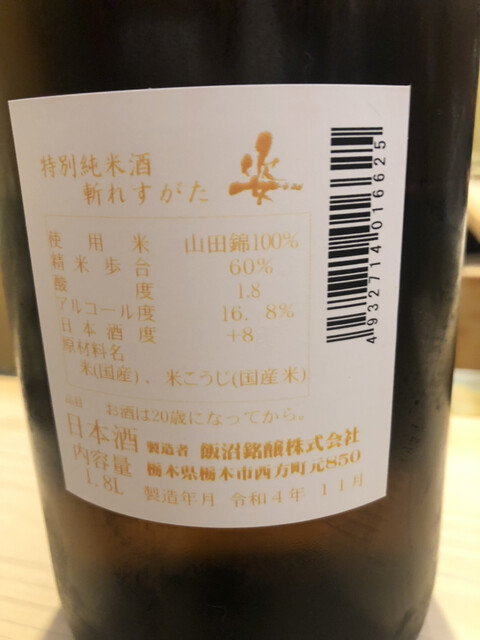 特別純米酒
斬れすがた
姿
使用米 山田錦100%
精米歩合 60%
酸度 1.8
アルコール度 16.8%
日本酒度 +8
原材料名
米(国産)、米こうじ(国産米)
品目
お酒は20歳になってから。
日本酒
製造者 飯沼銘醸株式会社
内容量
栃木県栃木市西方町元850
1.8L
製造年月 令和4年 11月
4932714016625